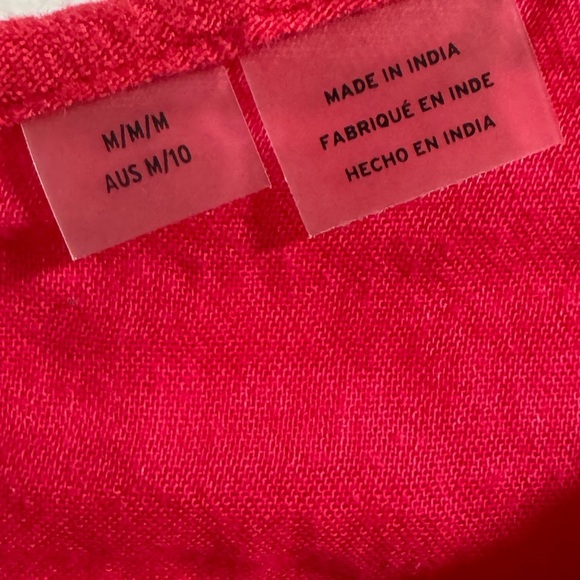 M/M/M
AUS M/10
MADE IN INDIA
FABRIQUÉ EN INDE
HECHO EN INDIA